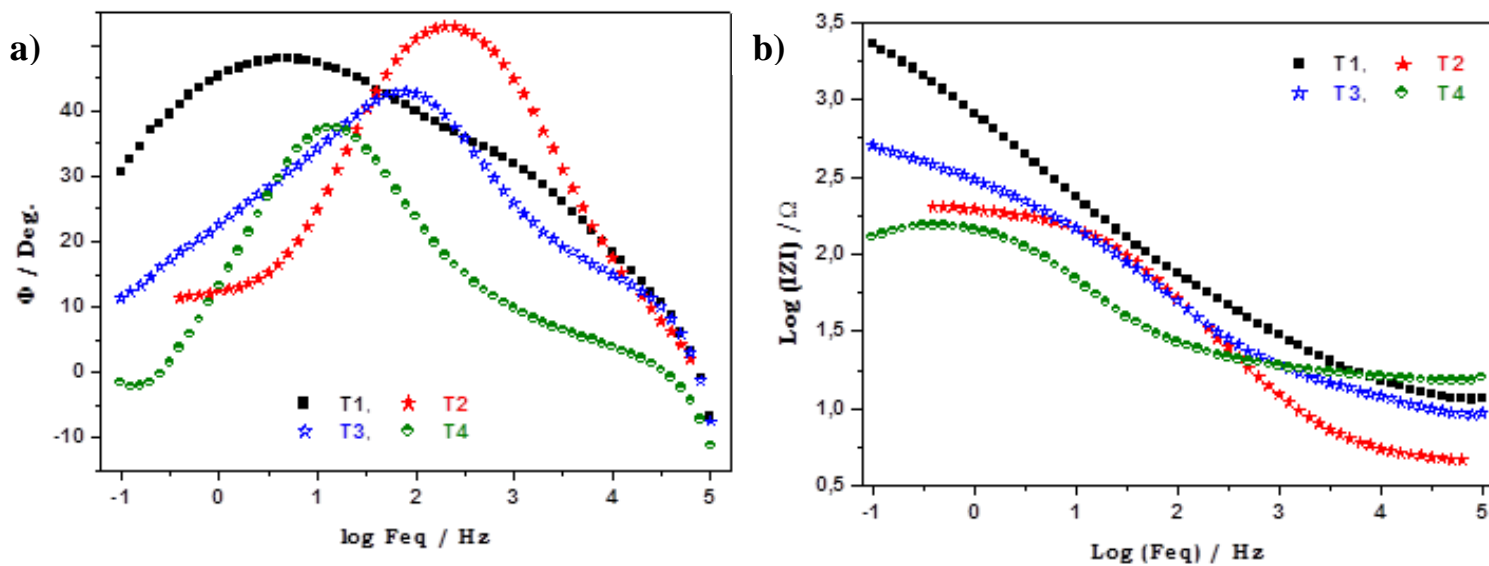 a)
Φ / Deg.
40
30
20
10
0
-10
T1, T2
T3, T4
-1 0 1 2 3 4 5
log Feq / Hz
b)
Log (IZI) / Ω
3,5
3,0
2,5
2,0
1,5
1,0
0,5
T1, T2
T3, T4
-1 0 1 2 3 4 5
Log (Feq) / Hz